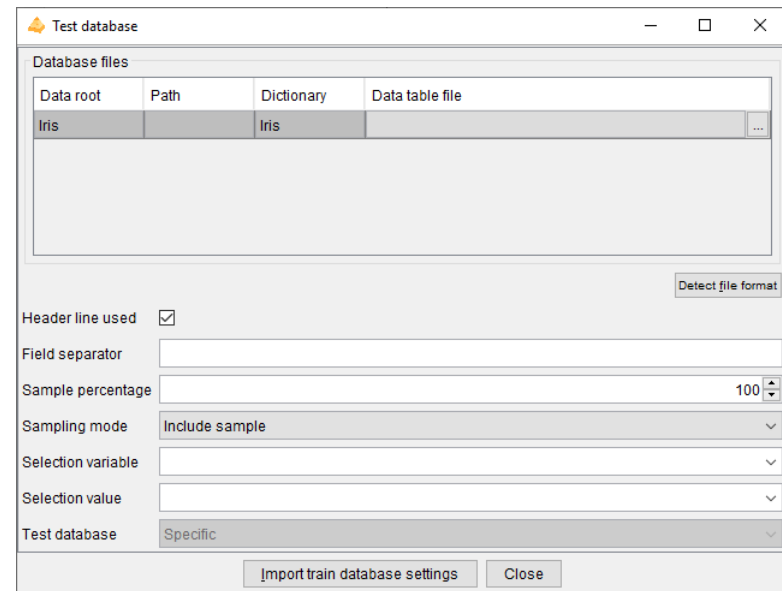 Test database
Database files
Data root Path Dictionary Data table file
Iris Iris ...
Detect file format
Header line used
Field separator
Sample percentage 100
Sampling mode Include sample
Selection variable
Selection value
Test database Specific
Import train database settings Close